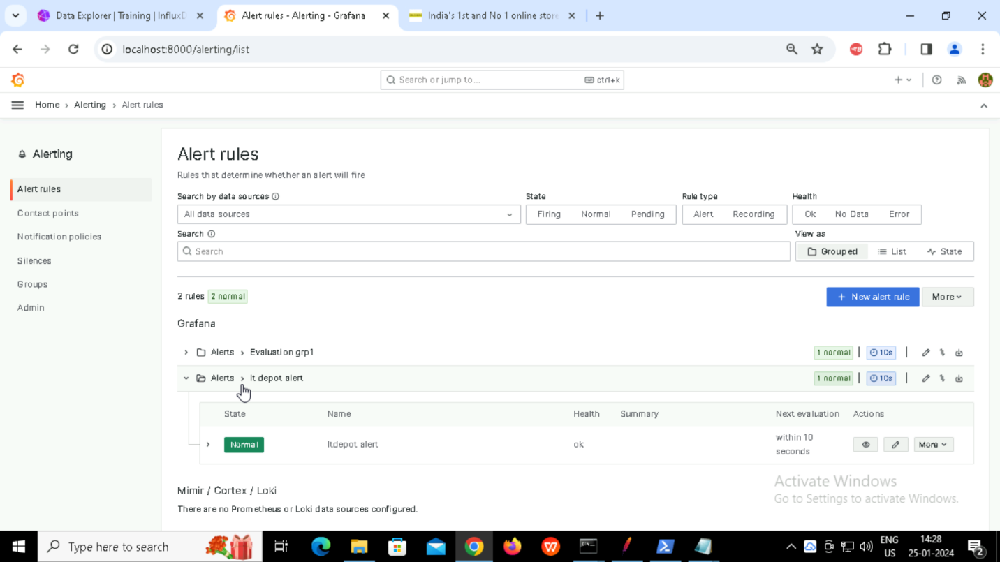 Data Explorer | Training | InfluxD
Alert rules - Alerting - Grafana
India's 1st and No 1 online store
localhost:8000/alerting/list
Search or jump to...
ctrl+k
Home › Alerting › Alert rules
Alerting
Alert rules
Contact points
Notification policies
Silences
Groups
Admin
Alert rules
Rules that determine whether an alert will fire
Search by data sources
State
Rule type
Health
All data sources
Firing Normal Pending
Alert Recording
Ok No Data Error
Search
View as
Search
Grouped List State
2 rules 2 normal
+ New alert rule
More
Grafana
Alerts › Evaluation grp1
1 normal | 10s |
Alerts › It depot alert
1 normal | 10s |
State Name Health Summary Next evaluation Actions
Normal Itdepot alert ok within 10 seconds More
Mimir / Cortex / Loki
There are no Prometheus or Loki data sources configured.
Activate Windows
Go to Settings to activate Windows.
Type here to search
ENG
US
14:28
25-01-2024
2